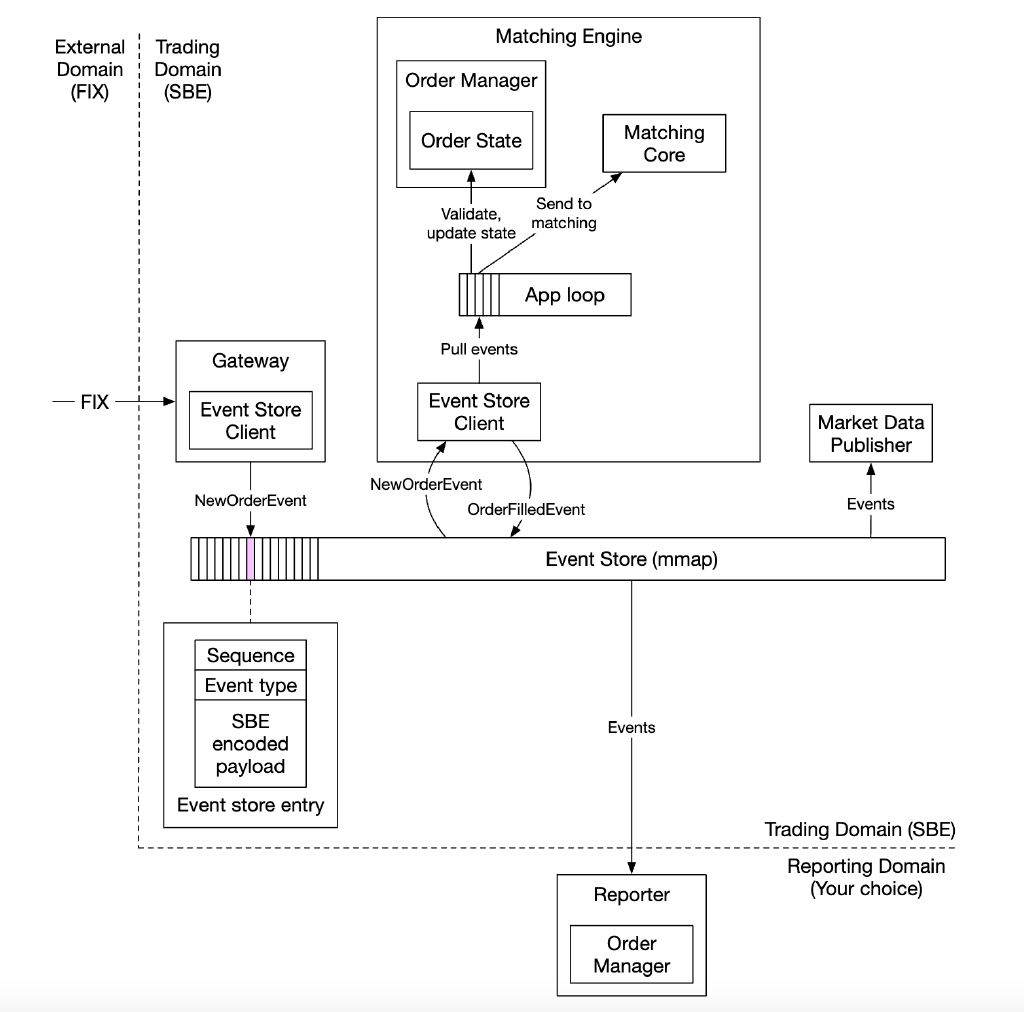 External
Domain
(FIX)
Trading
Domain
(SBE)
Matching Engine
Order Manager
Order State
Matching
Core
Validate,
update state
Send to
matching
App loop
Pull events
Gateway
Event Store
Client
FIX
Event Store
Client
Market Data
Publisher
NewOrderEvent
NewOrderEvent
OrderFilledEvent
Events
Event Store (mmap)
Sequence
Event type
SBE
encoded
payload
Event store entry
Events
Trading Domain (SBE)
Reporting Domain
(Your choice)
Reporter
Order
Manager